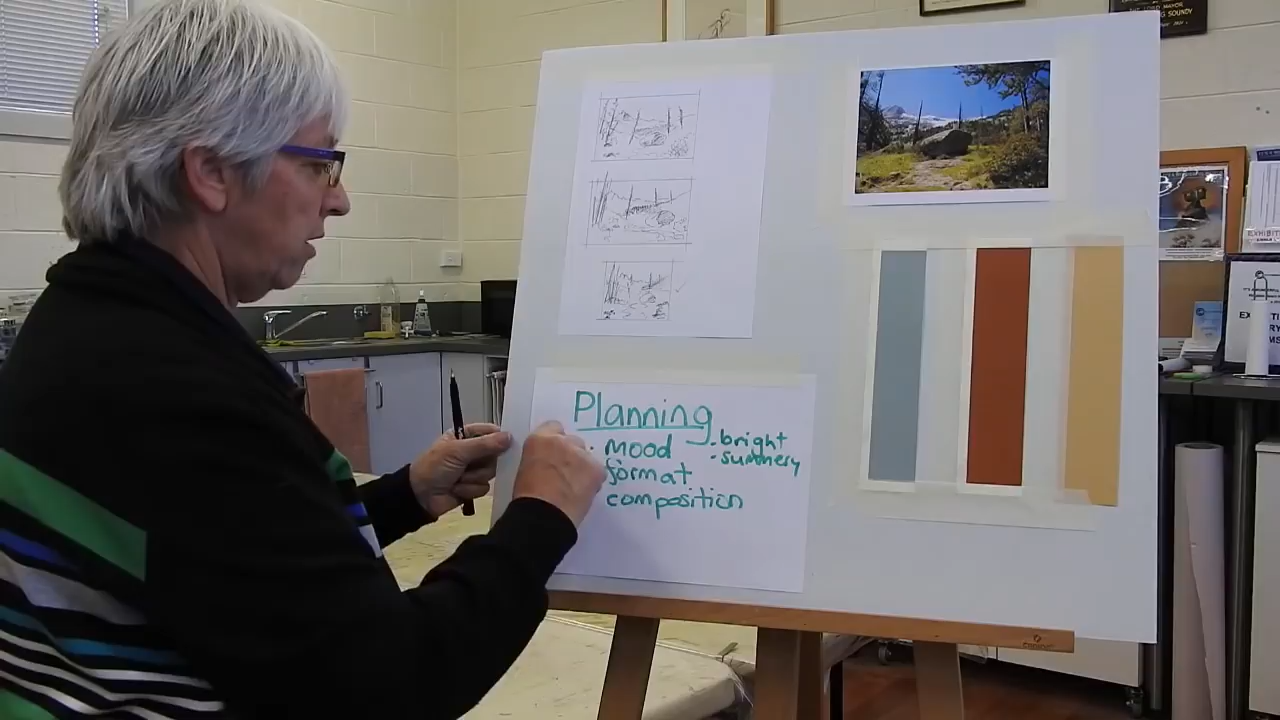 Planning
· mood
· bright
· summery
format
composition